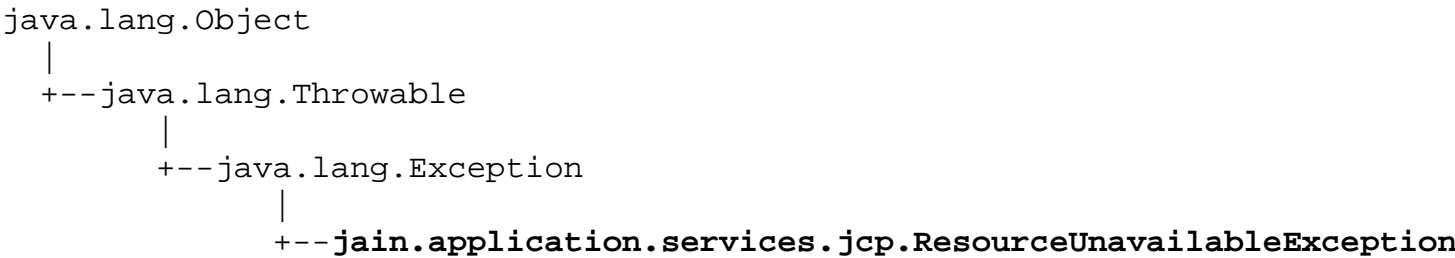 java.lang.Object
|
+--java.lang.Throwable
|
+--java.lang.Exception
|
+--jain.application.services.jcp.ResourceUnavailableException